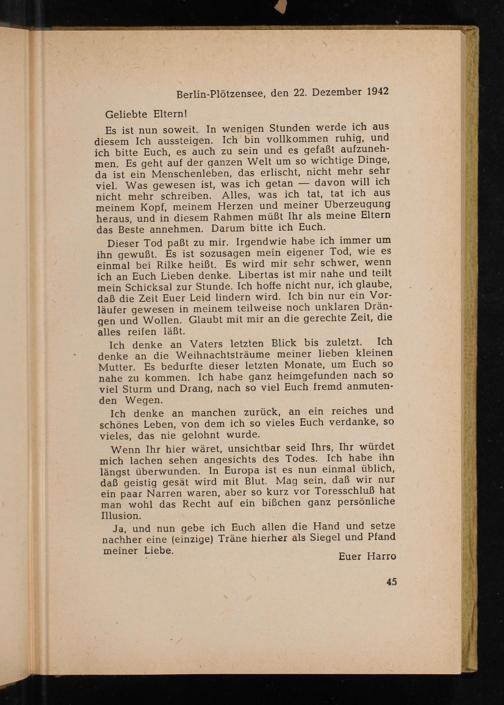 Berlin-Plötzensee, den 22. Dezember 1942
Geliebte Eltern!
Es ist nun soweit. In wenigen Stunden werde ich aus
diesem Ich aussteigen. Ich bin vollkommen ruhig, und
ich bitte Euch, es auch zu sein und es gefaßt aufzuneh-
men. Es geht auf der ganzen Welt um so wichtige Dinge,
da ist ein Menschenleben, das erlischt, nicht mehr sehr
viel. Was gewesen ist, was ich getan — davon will ich
nicht mehr schreiben. Alles, was ich tat, tat ich aus
meinem Kopf, meinem Herzen und meiner Überzeugung
heraus, und in diesem Rahmen müßt Ihr als meine Eltern
das Beste annehmen. Darum bitte ich Euch.
Dieser Tod paßt zu mir. Irgendwie habe ich immer um
ihn gewußt. Es ist sozusagen mein eigener Tod, wie es
einmal bei Rilke heißt. Es wird mir sehr schwer, wenn
ich an Euch Lieben denke. Libertas ist mir nahe und teilt
mein Schicksal zur Stunde. Ich hoffe nicht nur, ich glaube,
daß die Zeit Euer Leid lindern wird. Ich bin nur ein Vor-
läufer gewesen in meinem teilweise noch unklaren Drän-
gen und Wollen. Glaubt mit mir an die gerechte Zeit, die
alles reifen läßt.
Ich denke an Vaters letzten Blick bis zuletzt. Ich
denke an die Weihnachtsträume meiner lieben kleinen
Mutter. Es bedurfte dieser letzten Monate, um Euch so
nahe zu kommen. Ich habe ganz heimgefunden nach so
viel Sturm und Drang, nach so viel Euch fremd anmuten-
den Wegen.
Ich denke an manchen zurück, an ein reiches und
schönes Leben, von dem ich so vieles Euch verdanke, so
vieles, das nie gelohnt wurde.
Wenn Ihr hier wäret, unsichtbar seid Ihrs, Ihr würdet
mich lachen sehen angesichts des Todes. Ich habe ihn
längst überwunden. In Europa ist es nun einmal üblich,
daß geistig gesät wird mit Blut. Mag sein, daß wir nur
ein paar Narren waren, aber so kurz vor Toresschluß hat
man wohl das Recht auf ein bißchen ganz persönliche
Illusion.
Ja, und nun gebe ich Euch allen die Hand und setze
nachher eine (einzige) Träne hierher als Siegel und Pfand
meiner Liebe.
Euer Harro
45